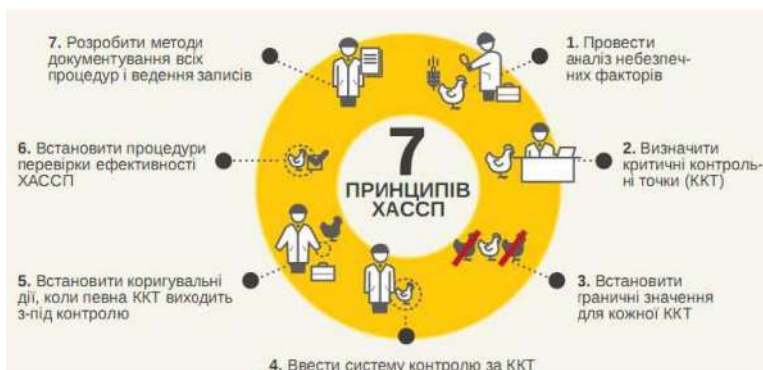 7
ПРИНЦИПІВ
ХАССП
1. Провести
аналіз небезпеч-
них факторів
2. Визначити
критичні контроль-
ні точки (ККТ)
3. Встановити
граничні значення
для кожної ККТ
4. Ввести систему контролю за ККТ
5. Встановити коригувальні
дії, коли певна ККТ виходить
з-під контролю
6. Встановити процедури
перевірки ефективності
ХАССП
7. Розробити методи
документування всіх
процедур і ведення записів